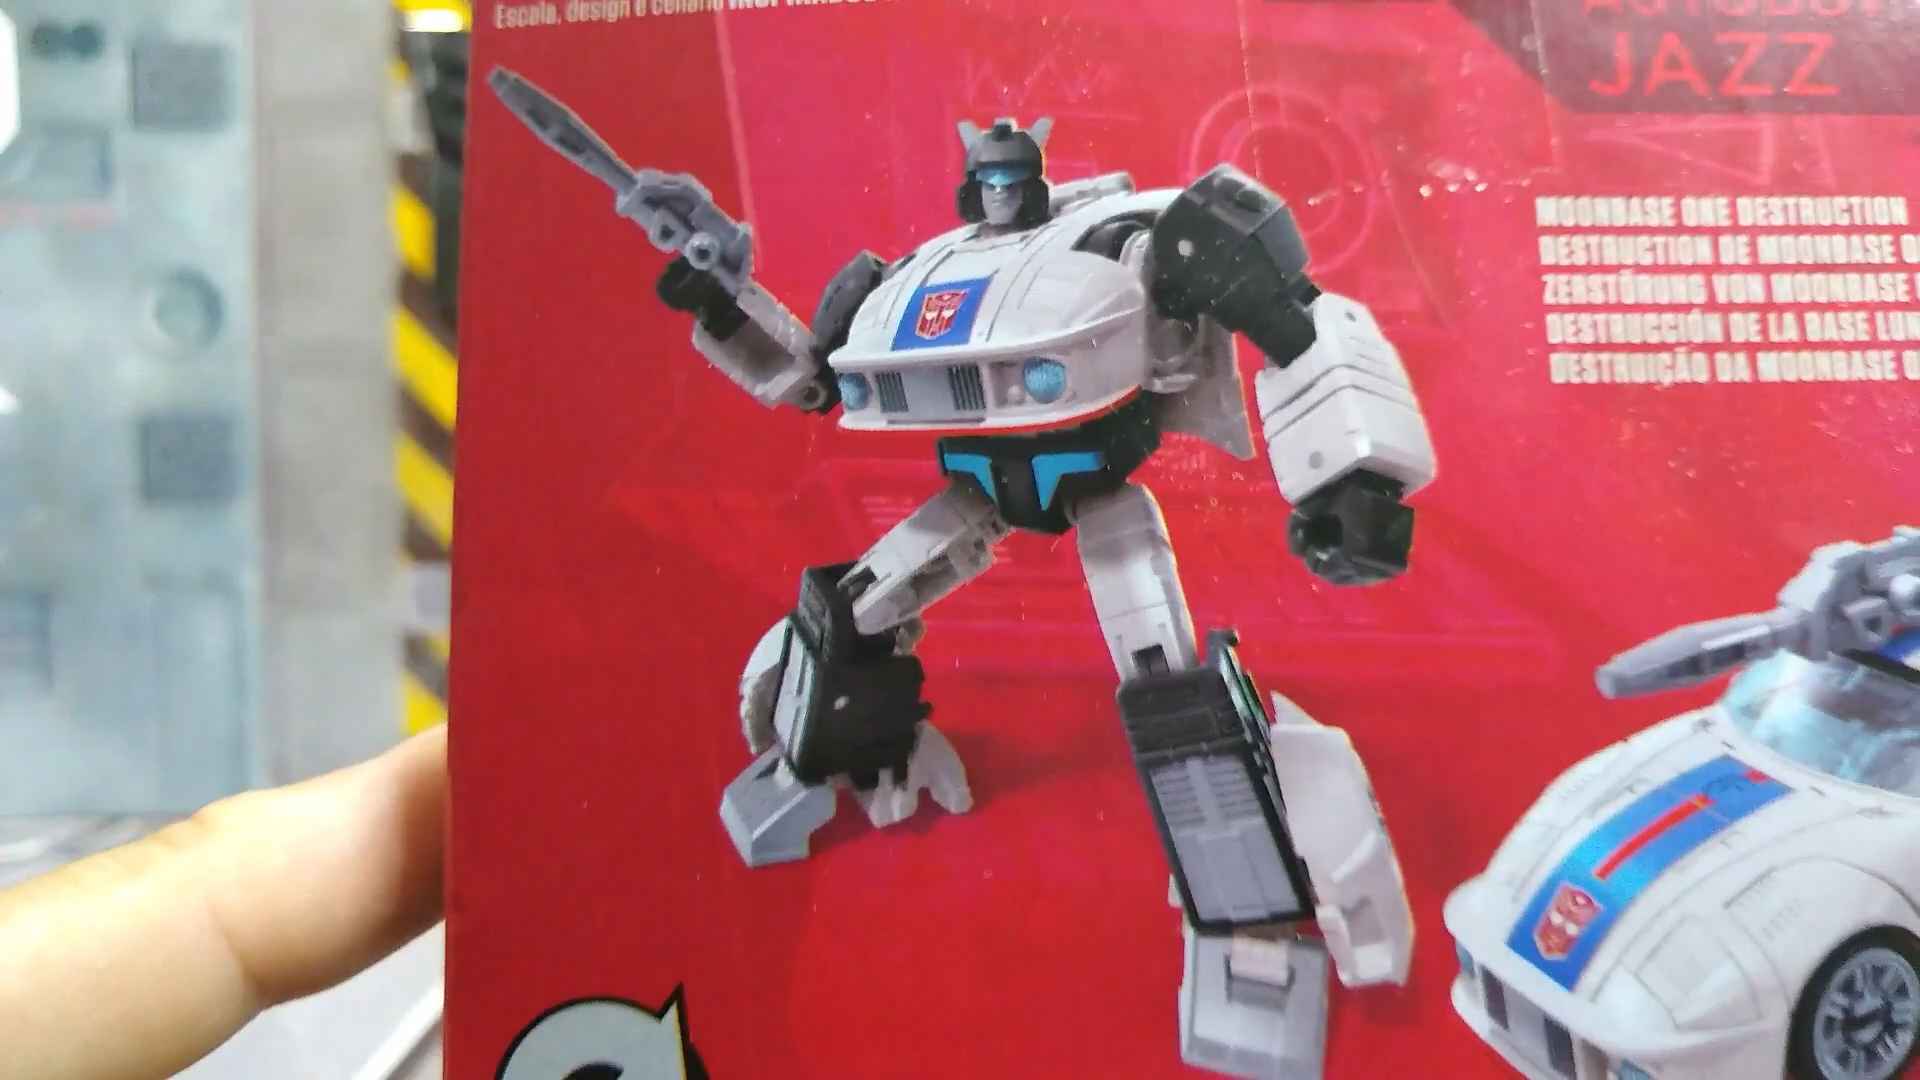 Escala, design e cenário
AUTOBOT
JAZZ
MOONBASE ONE DESTRUCTION
DESTRUCTION DE MOONBASE
ZERSTÖRUNG VON MOONBASE
DESTRUCCIÓN DE LA BASE LUN
DESTRUIÇÃO DA MOONBASE